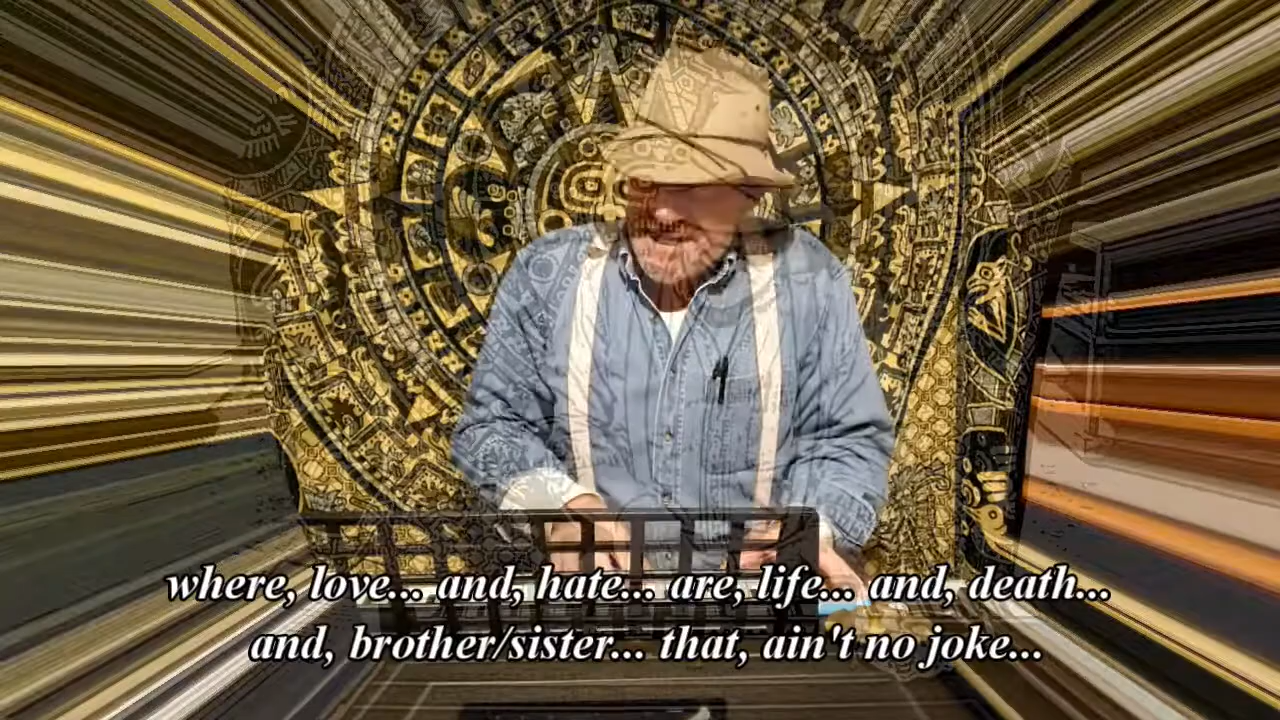 where, love... and, hate... are, life... and, death...
and, brother/sister... that, ain't no joke...